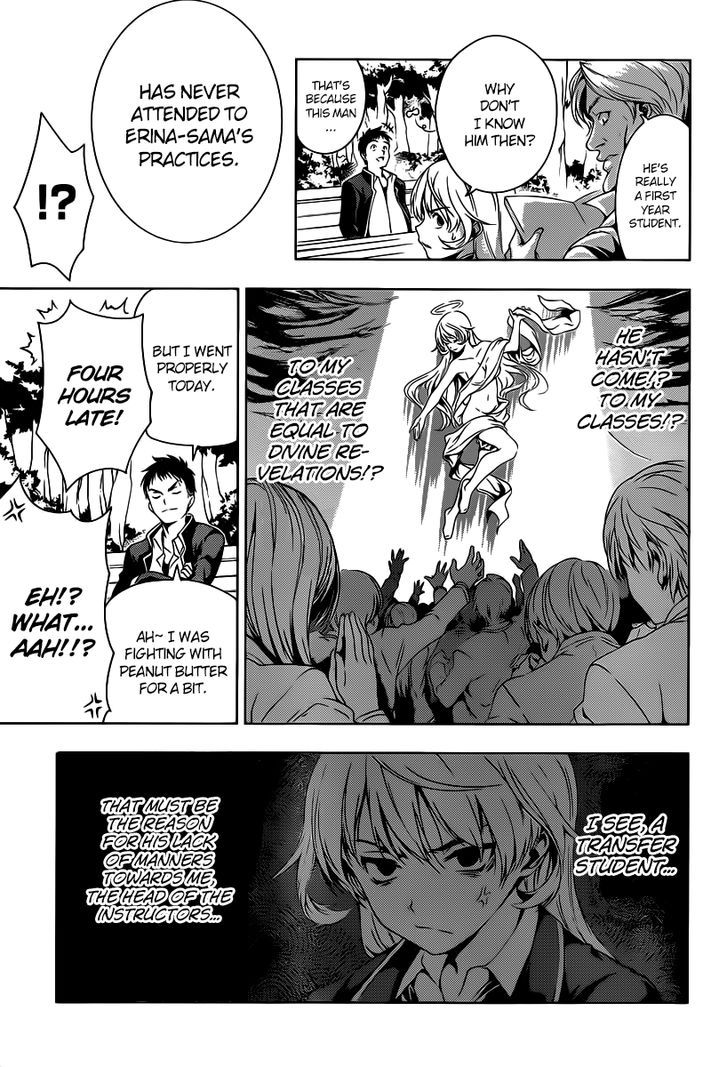 HE'S
REALLY
A FIRST
YEAR
STUDENT.
WHY
DON'T
I KNOW
HIM THEN?
THAT'S
BECAUSE
THIS MAN
...
HAS NEVER
ATTENDED TO
ERINA-SAMA'S
PRACTICES.
!?
HE
HASN'T
COME!?
TO MY
CLASSES!?
TO MY
CLASSES
THAT ARE
EQUAL TO
DIVINE RE-
VELATIONS!?
BUT I WENT
PROPERLY
TODAY.
FOUR
HOURS
LATE!
AH~ I WAS
FIGHTING WITH
PEANUT BUTTER
FOR A BIT.
EH!?
WHAT...
AAH!!?
I SEE, A
TRANSFER
STUDENT...
THAT MUST BE
THE REASON
FOR HIS LACK
OF MANNERS
TOWARDS ME,
THE HEAD OF THE
INSTRUCTORS...